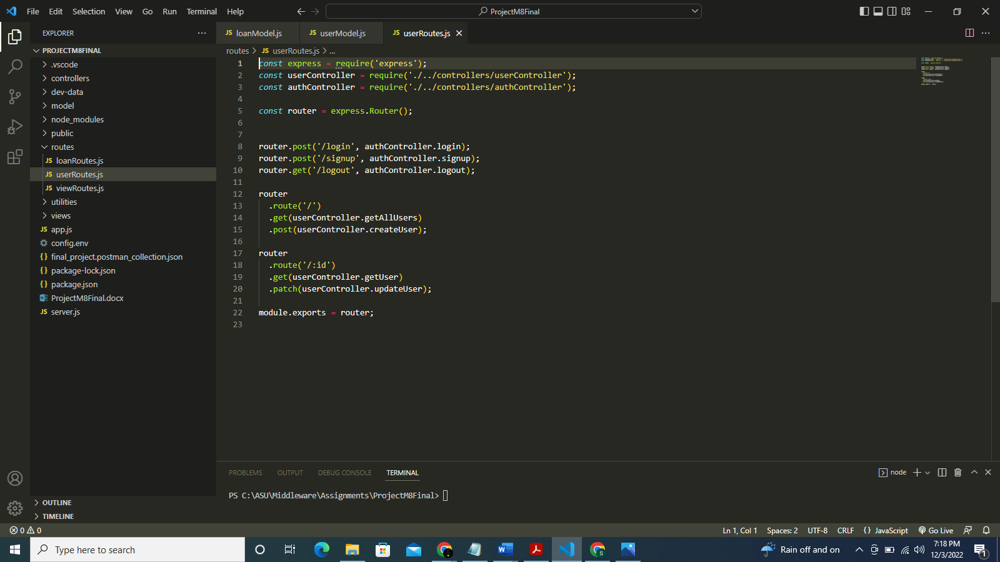 File Edit Selection View Go Run Terminal Help
ProjectM8Final
EXPLORER
PROJECTM8FINAL
.vscode
controllers
dev-data
model
node_modules
public
routes
JS loanRoutes.js
JS userRoutes.js
JS viewRoutes.js
utilities
views
JS app.js
config.env
{} final_project.postman_collection.json
{} package-lock.json
{} package.json
ProjectM8Final.docx
JS server.js
OUTLINE
TIMELINE
JS loanModel.js JS userModel.js JS userRoutes.js
routes > JS userRoutes.js > ...
1 const express = require('express');
2 const userController = require('./../controllers/userController');
3 const authController = require('./../controllers/authController');
4
5 const router = express.Router();
6
7
8 router.post('/login', authController.login);
9 router.post('/signup', authController.signup);
10 router.get('/logout', authController.logout);
11
12 router
13 .route('/')
14 .get(userController.getAllUsers)
15 .post(userController.createUser);
16
17 router
18 .route('/:id')
19 .get(userController.getUser)
20 .patch(userController.updateUser);
21
22 module.exports = router;
23
PROBLEMS OUTPUT DEBUG CONSOLE TERMINAL
node
PS C:\ASU\Middleware\Assignments\ProjectM8Final>
0 0 Ln 1, Col 1 Spaces: 2 UTF-8 CRLF {} JavaScript Go Live
Type here to search
Rain off and on
7:18 PM
12/3/2022
1